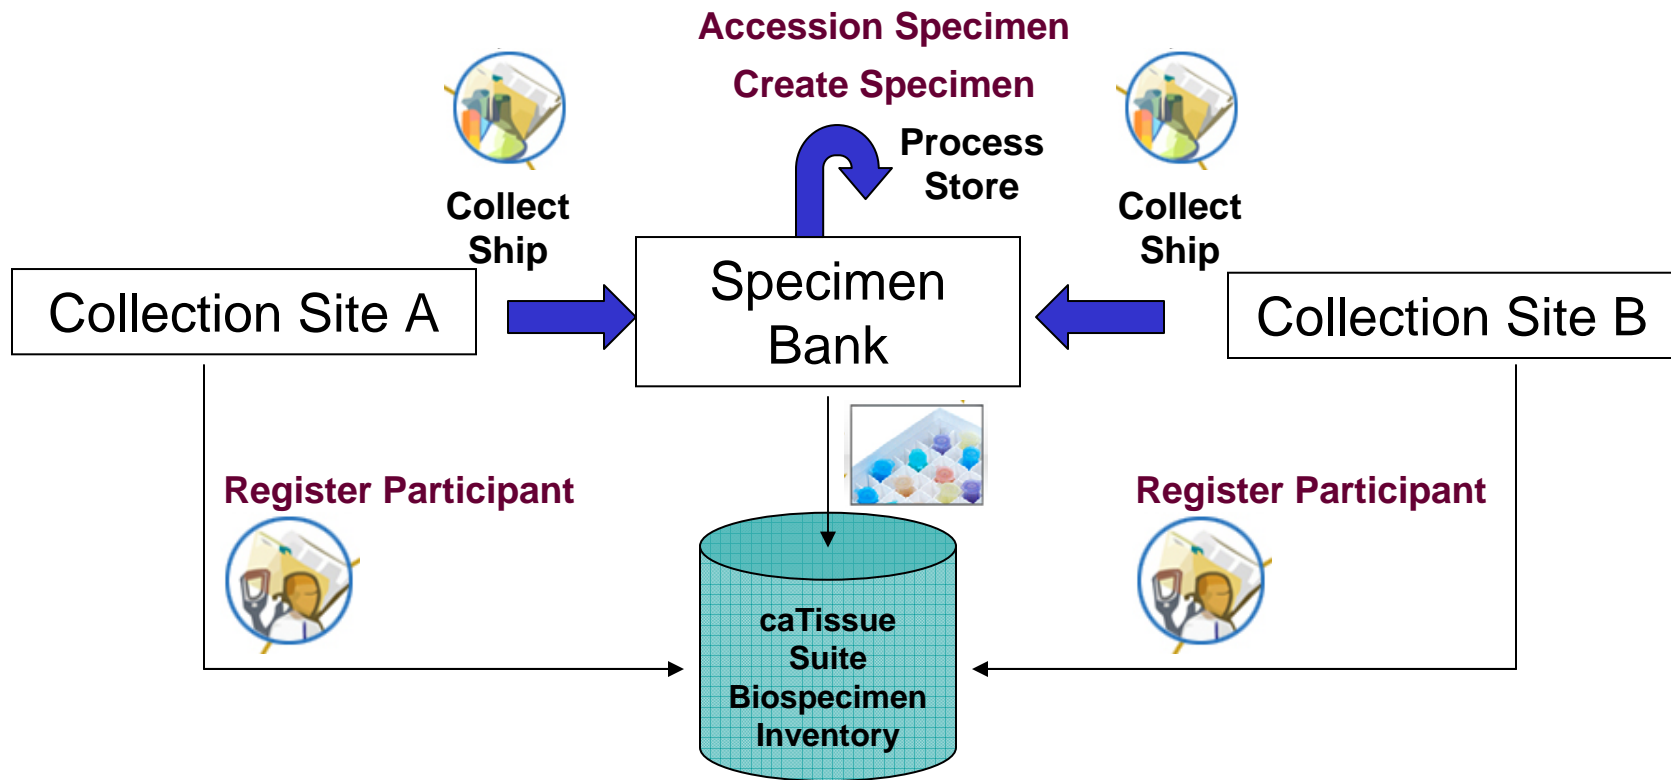 Accession Specimen
Create Specimen
Process
Store
Collect
Ship
Collect
Ship
Collection Site A
Specimen
Bank
Collection Site B
Register Participant
Register Participant
caTissue
Suite
Biospecimen
Inventory